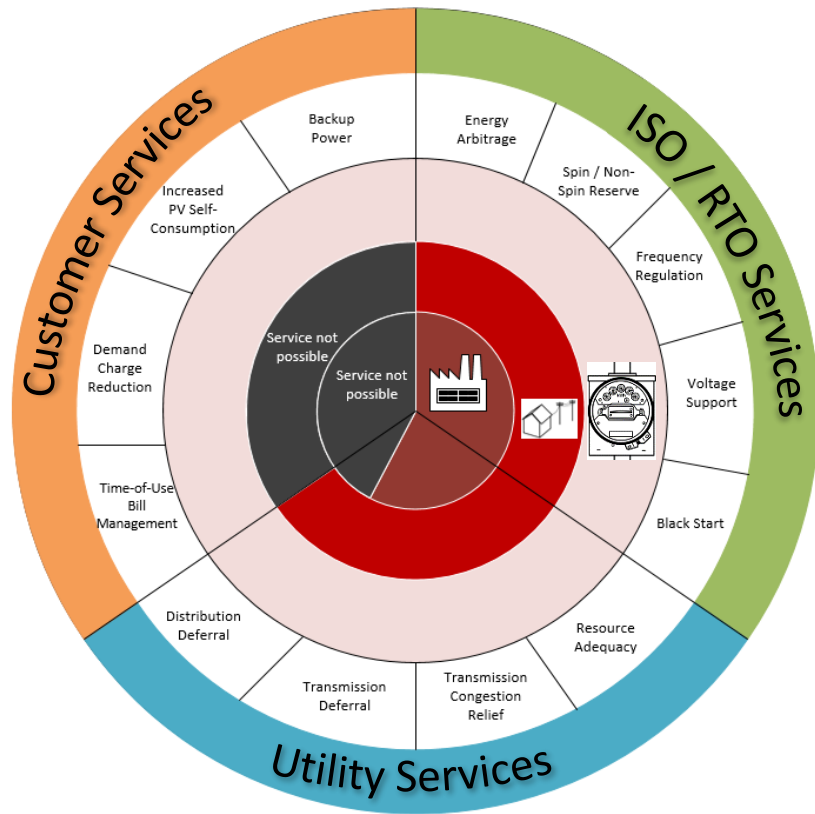 Customer Services
ISO / RTO Services
Utility Services
Backup
Power
Energy
Arbitrage
Spin / Non-
Spin Reserve
Frequency
Regulation
Voltage
Support
Black Start
Resource
Adequacy
Transmission
Congestion
Relief
Transmission
Deferral
Distribution
Deferral
Time-of-Use
Bill
Management
Demand
Charge
Reduction
Increased
PV Self-
Consumption
Service not
possible
Service not
possible